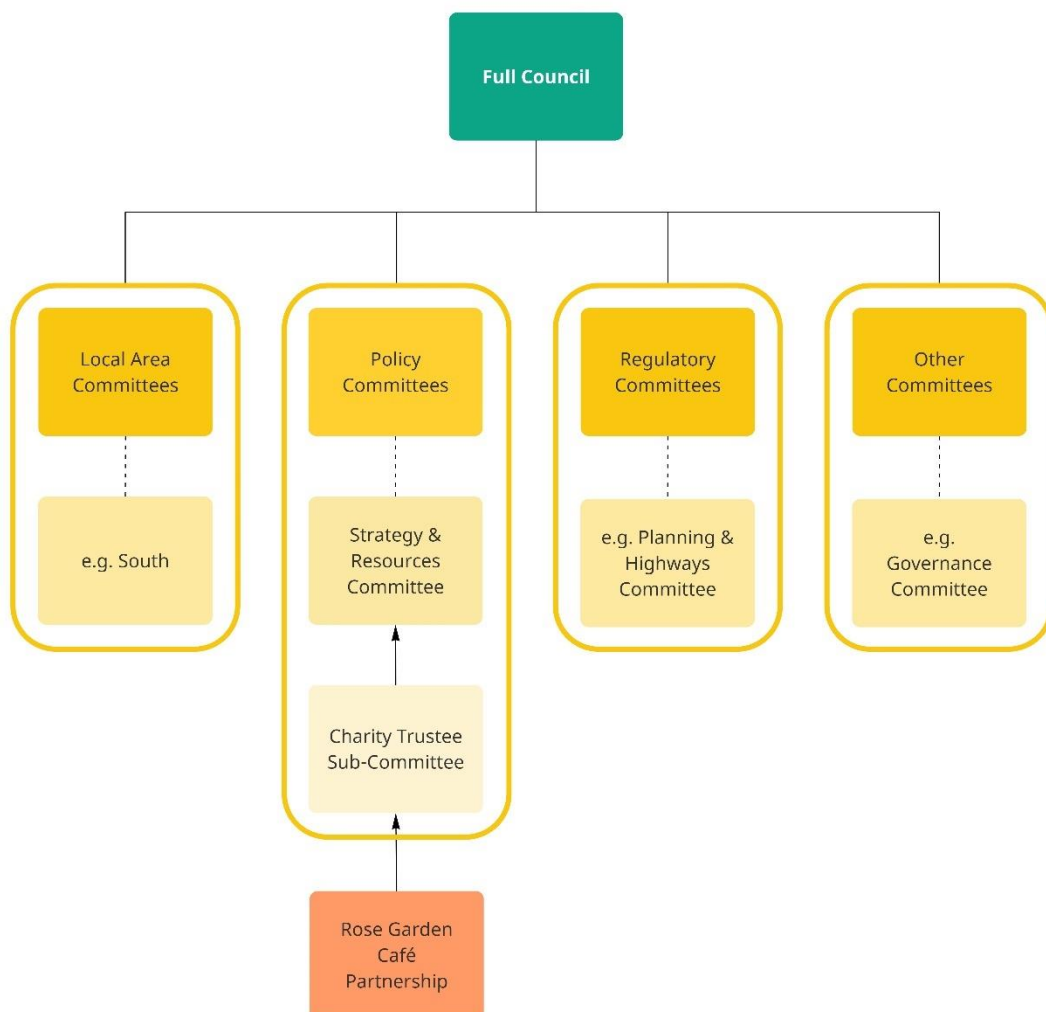 Full Council
Local Area
Committees
Policy
Committees
Regulatory
Committees
Other
Committees
e.g. South
Strategy &
Resources
Committee
e.g. Planning &
Highways
Committee
e.g.
Governance
Committee
Charity Trustee
Sub-Committee
Rose Garden
Café
Partnership